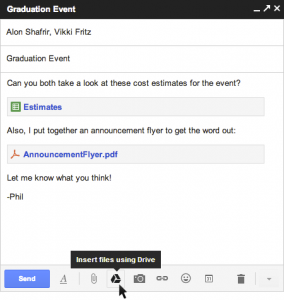 Graduation Event
Alon Shafrir, Vikki Fritz
Graduation Event
Can you both take a look at these cost estimates for the event?
Estimates
Also, I put together an announcement flyer to get the word out:
AnnouncementFlyer.pdf
Let me know what you think!
-Phil
Insert files using Drive
Send
A
31